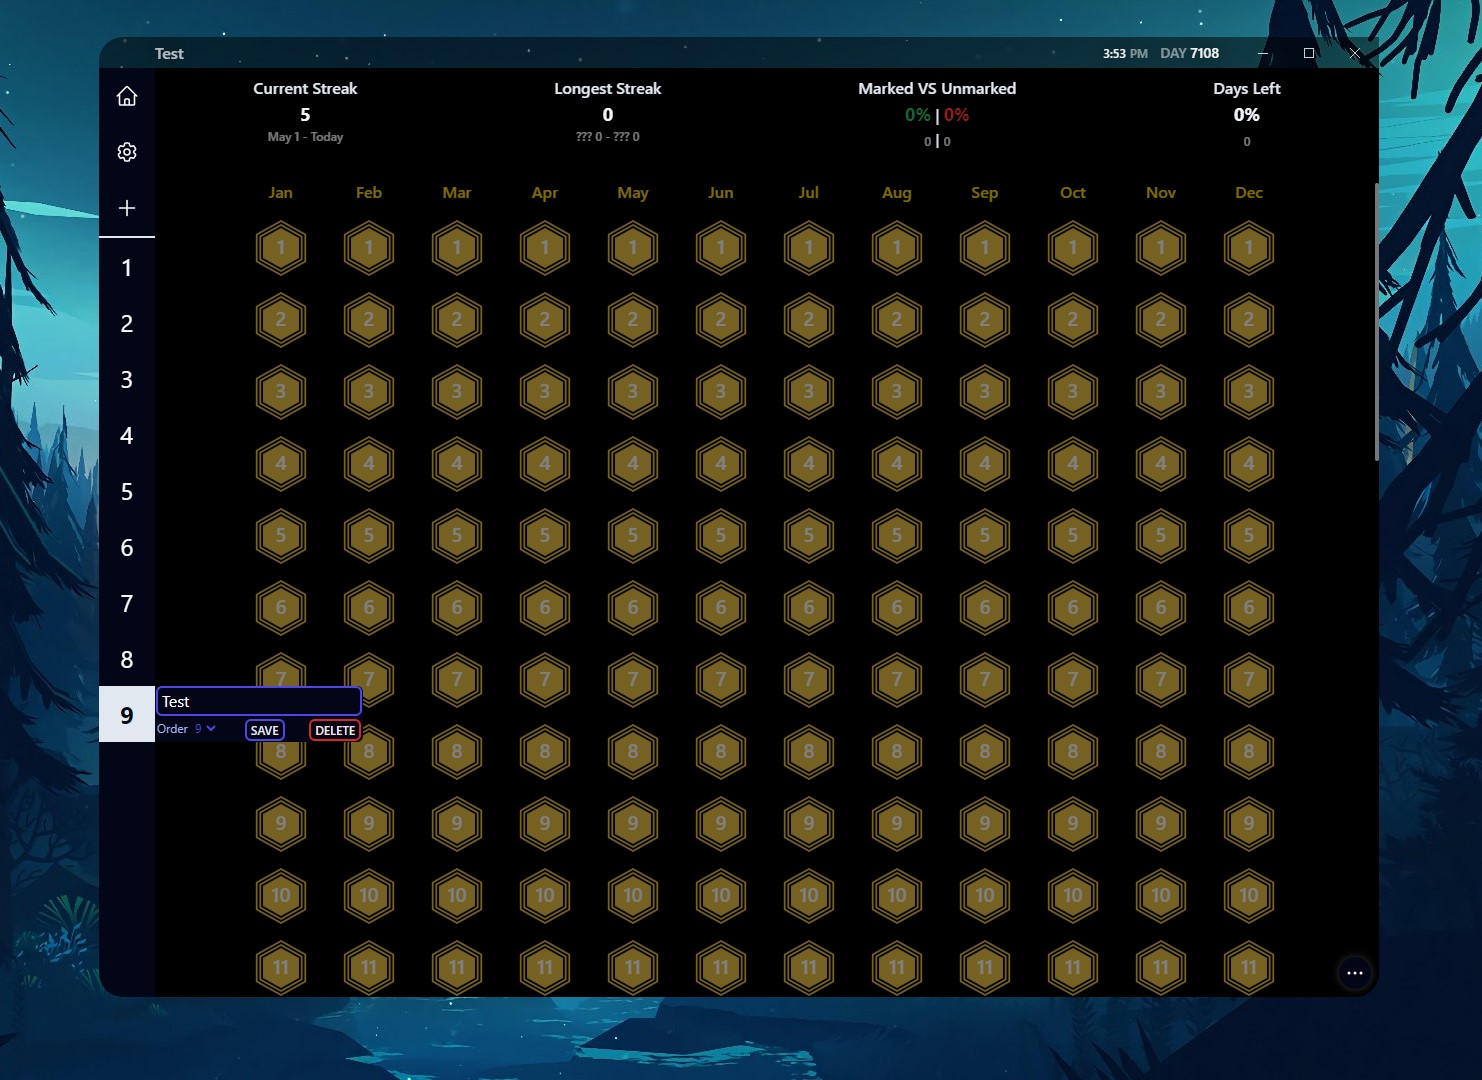 Test
3:53 PM DAY 7108
Current Streak Longest Streak Marked VS Unmarked Days Left
5 0 0% | 0% 0%
May 1 - Today ??? 0 - ??? 0 0 | 0 0
Jan Feb Mar Apr May Jun Jul Aug Sep Oct Nov Dec
1 1 1 1 1 1 1 1 1 1 1 1
2 2 2 2 2 2 2 2 2 2 2 2
3 3 3 3 3 3 3 3 3 3 3 3
4 4 4 4 4 4 4 4 4 4 4 4
5 5 5 5 5 5 5 5 5 5 5 5
6 6 6 6 6 6 6 6 6 6 6 6
7 7 7 7 7 7 7 7 7 7 7 7
8 8 8 8 8 8 8 8 8 8 8 8
9 9 9 9 9 9 9 9 9 9 9 9
10 10 10 10 10 10 10 10 10 10 10 10
11 11 11 11 11 11 11 11 11 11 11 11
1
2
3
4
5
6
7
8
9
Test
Order 9 SAVE DELETE